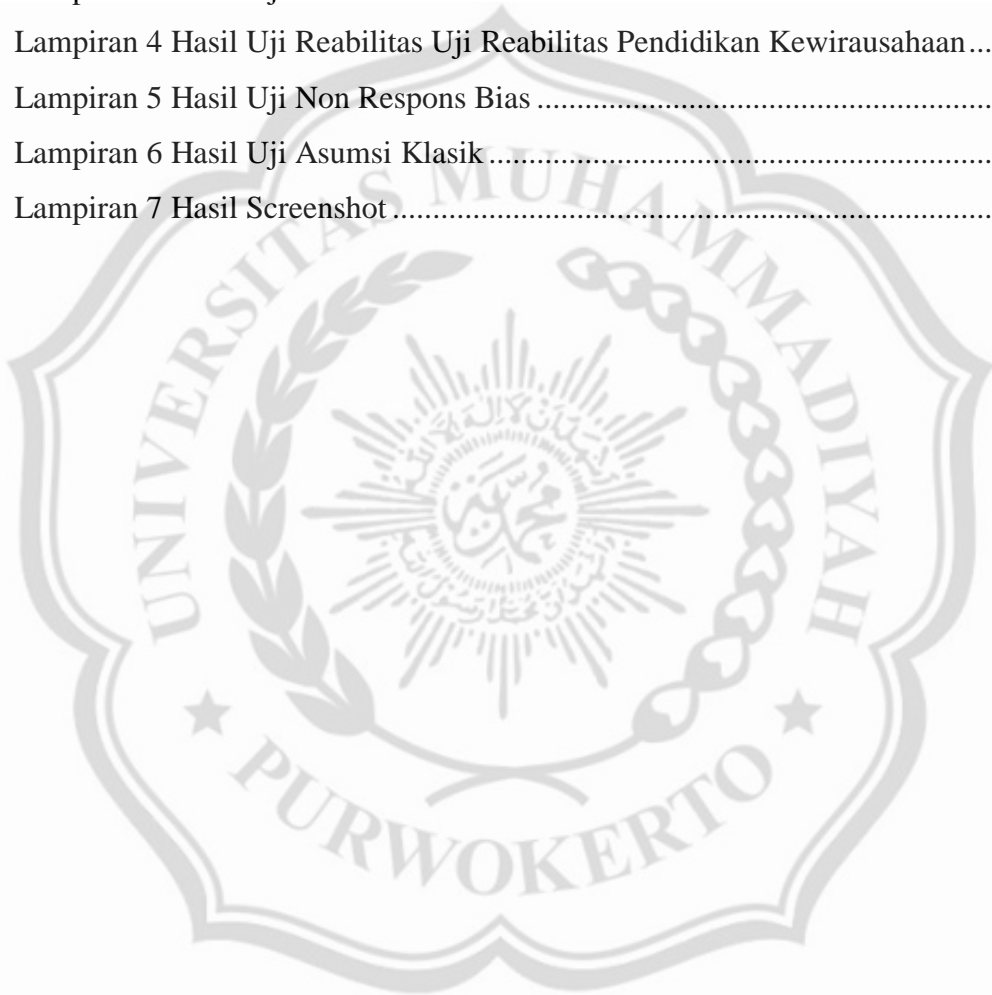 Lampiran 4 Hasil Uji Reabilitas Uji Reabilitas Pendidikan Kewirausahaan...
Lampiran 5 Hasil Uji Non Respons Bias.......................................................
Lampiran 6 Hasil Uji Asumsi Klasik.............................................................
Lampiran 7 Hasil Screenshot.........................................................................
UNIVERSITAS MUHAMMADIYAH
PURWOKERTO